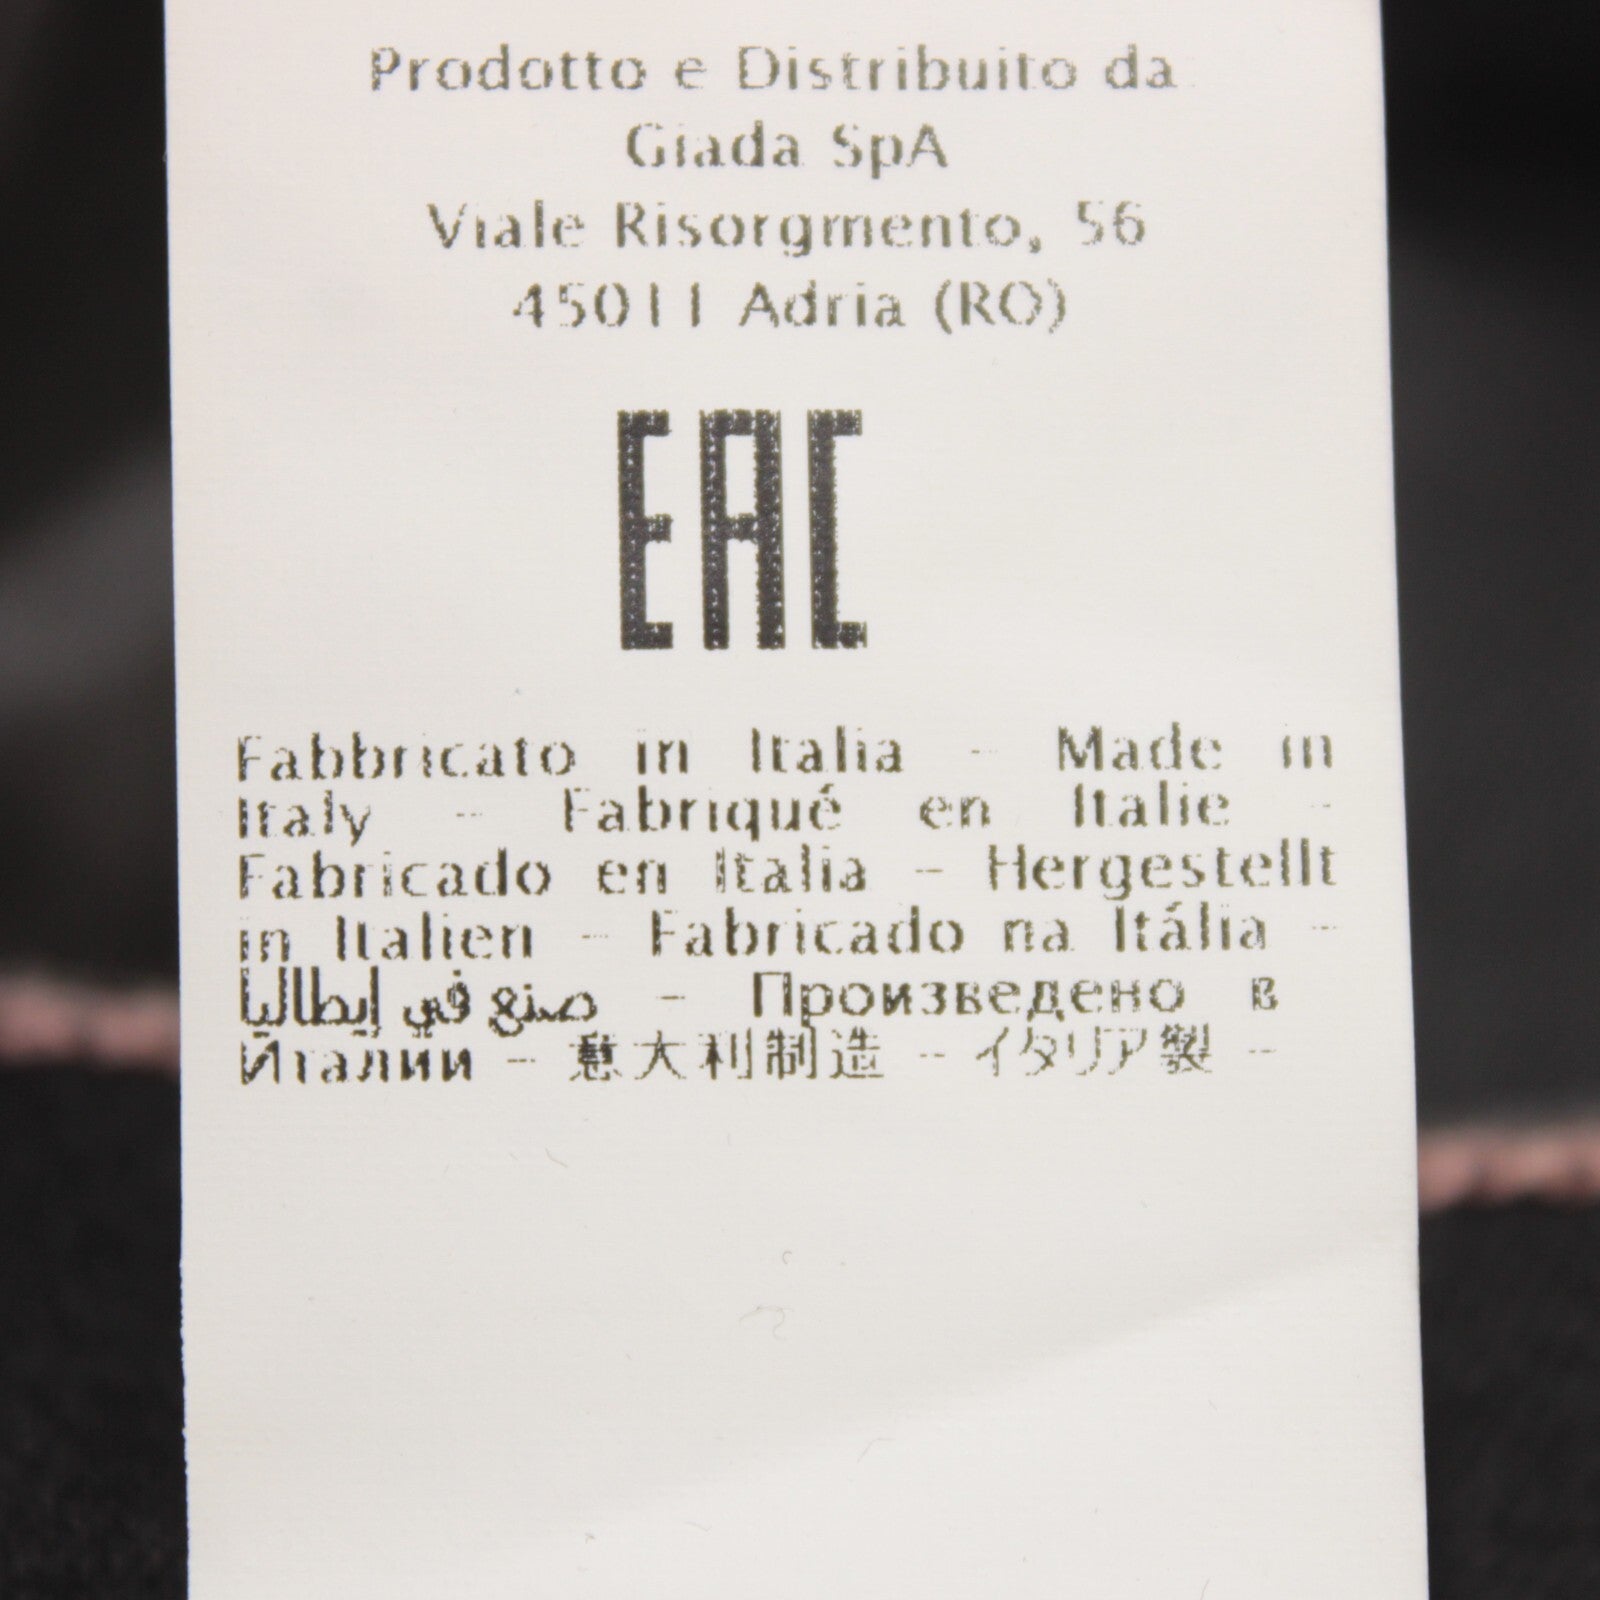 Prodotto e Distribuito da
Giada SpA
Viale Risorgmento, 56
45011 Adria (RO)
EAC
Fabbricato in Italia - Made in
Italy - Fabriqué en Italie -
Fabricado en Italia - Hergestellt
in Italien - Fabricado na Itália -
صنع في إيطاليا - Произведено в
Италии - 意大利制造 - イタリア製 -